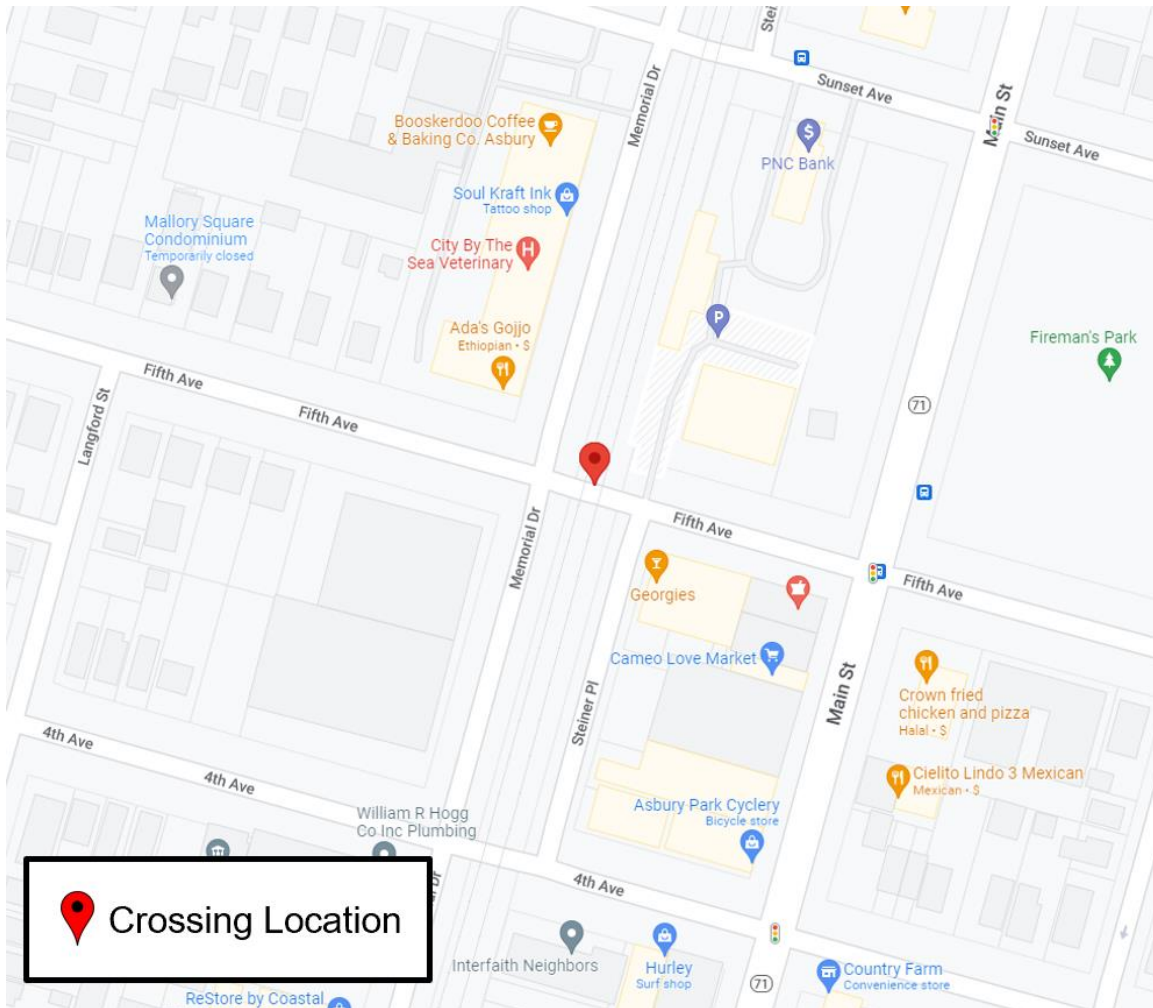 Stei
Sunset Ave
Main St
Sunset Ave
Memorial Dr
Booskerdoo Coffee
& Baking Co. Asbury
$
PNC Bank
Soul Kraft Ink
Tattoo shop
Mallory Square
Condominium
Temporarily closed
City By The
Sea Veterinary
H
P
Ada's Gojjo
Ethiopian • $
Fireman's Park
Fifth Ave
Fifth Ave
Langford St
71
Memorial Dr
Fifth Ave
Fifth Ave
Georgies
Cameo Love Market
Steiner Pl
Main St
Crown fried
chicken and pizza
Halal • $
4th Ave
4th Ave
Cielito Lindo 3 Mexican
Mexican • $
William R Hogg
Co Inc Plumbing
Asbury Park Cyclery
Bicycle store
4th Ave
Crossing Location
Interfaith Neighbors
Hurley
Surf shop
71
Country Farm
Convenience store
ReStore by Coastal